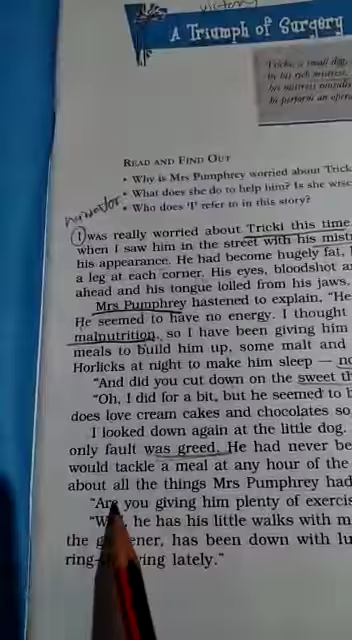 victory
A Triumph of Surgery
Tricki, a small dog,
by his rich mistress.
his mistress
to perform an opera
READ AND FIND OUT
• Why is Mrs Pumphrey worried about Trick
• What does she do to help him? Is she wise
• Who does 'I' refer to in this story?
narrator
I was really worried about Tricki this time
when I saw him in the street with his mistr
his appearance. He had become hugely fat, l
a leg at each corner. His eyes, bloodshot a
ahead and his tongue lolled from his jaws.
Mrs Pumphrey hastened to explain, "He
He seemed to have no energy. I thought
malnutrition, so I have been giving him
meals to build him up, some malt and
Horlicks at night to make him sleep — no
"And did you cut down on the sweet th
"Oh, I did for a bit, but he seemed to b
does love cream cakes and chocolates so
I looked down again at the little dog.
only fault was greed. He had never be
would tackle a meal at any hour of the
about all the things Mrs Pumphrey had
"Are you giving him plenty of exercis
he has his little walks with m
the has been down with lu
lately."